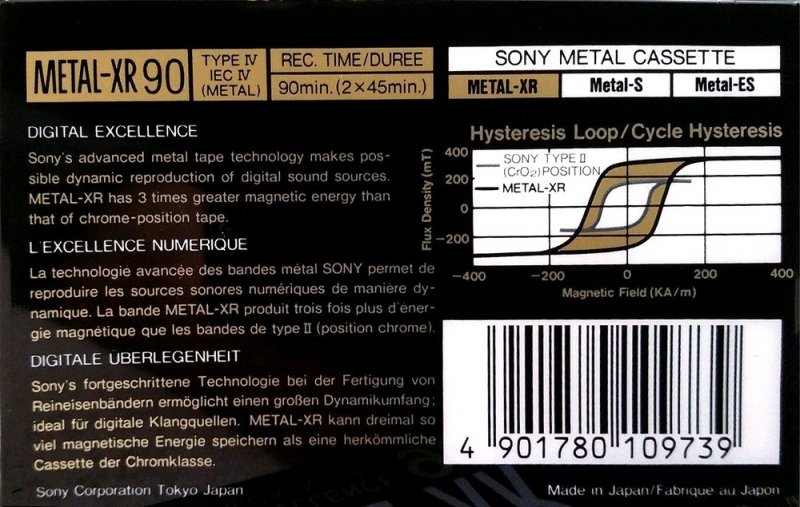 METAL-XR 90
TYPE IV
IEC IV
(METAL)
REC. TIME/DUREE
90min.(2×45min.)
SONY METAL CASSETTE
METAL-XR
Metal-S
Metal-ES
DIGITAL EXCELLENCE
Sony's advanced metal tape technology makes pos-
sible dynamic reproduction of digital sound sources.
METAL-XR has 3 times greater magnetic energy than
that of chrome-position tape.
L'EXCELLENCE NUMERIQUE
La technologie avancée des bandes métal SONY permet de
reproduire les sources sonores numériques de manière dy-
namique. La bande METAL-XR produit trois fois plus d'éner-
gie magnétique que les bandes de type II (position chrome).
DIGITALE UBERLEGENHEIT
Sony's fortgeschrittene Technologie bei der Fertigung von
Reineisenbändern ermöglicht einen großen Dynamikumfang;
ideal für digitale Klangquellen. METAL-XR kann dreimal so
viel magnetische Energie speichern als eine herkömmliche
Cassette der Chromklasse.
Sony Corporation Tokyo Japan
Hysteresis Loop/Cycle Hysteresis
Flux Density (mT)
400
200
0
-200
-400
-200
0
200
400
SONY TYPE II
(CrO₂)POSITION
METAL-XR
Magnetic Field (KA/m)
4 901780 109739
Made in Japan/Fabrique au Japon